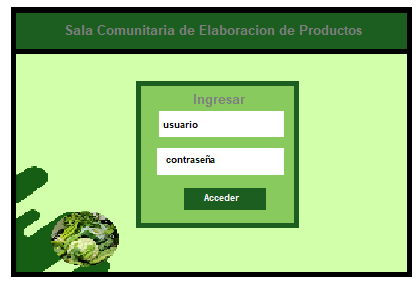 Sala Comunitaria de Elaboracion de Productos
Ingresar
usuario
contraseña
Acceder